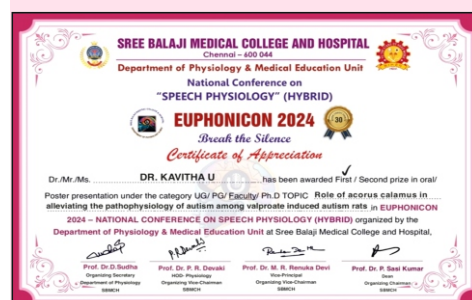 SREE BALAJI MEDICAL COLLEGE AND HOSPITAL
Chennai – 600 044
Department of Physiology & Medical Education Unit
National Conference on
"SPEECH PHYSIOLOGY" (HYBRID)
EUPHONICON 2024
30
Break the Silence
Certificate of Appreciation
Dr./Mr./Ms. DR. KAVITHA U has been awarded First / Second prize in oral/
Poster presentation under the category UG/ PG/ Faculty/ Ph.D TOPIC Role of acorus calamus in
alleviating the pathophysiology of autism among valproate induced autism rats in EUPHONICON
2024 – NATIONAL CONFERENCE ON SPEECH PHYSIOLOGY (HYBRID) organized by the
Department of Physiology & Medical Education Unit at Sree Balaji Medical College and Hospital,
Prof. Dr.D.Sudha Prof. Dr. P. R. Devaki Prof. Dr. M. R. Renuka Devi Prof. Dr. P. Sasi Kumar
Organizing Secretary HOD Physiology Vice-Principal Dean
Department of Physiology Organizing Vice-Chairman Organizing Vice-Chairman Organizing Chairman
SBMCH SBMCH SBMCH SBMCH